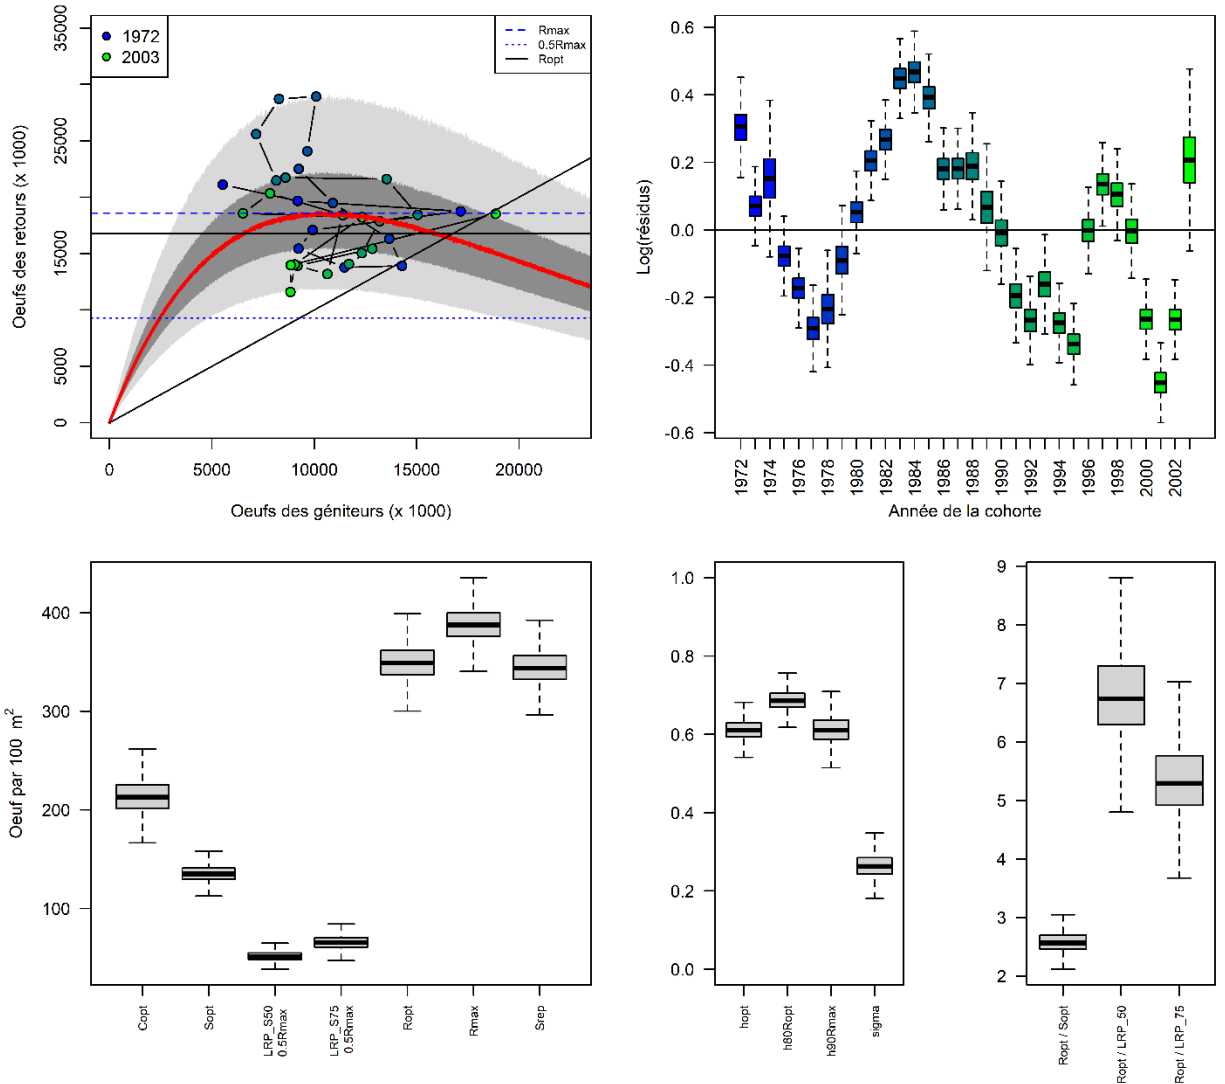 1972
2003
Rmax
0.5Rmax
Ropt
Oeufs des retours (x 1000)
35000
25000
15000
5000
0
0 5000 10000 15000 20000
Oeufs des géniteurs (x 1000)
Log(résidus)
0.6
0.4
0.2
0.0
-0.2
-0.4
-0.6
1972 1974 1976 1978 1980 1982 1984 1986 1988 1990 1992 1994 1996 1998 2000 2002
Année de la cohorte
Oeuf par 100 m²
400
300
200
100
Copt
Sopt
LRP_S50
0.5Rmax
LRP_S75
0.5Rmax
Ropt
Rmax
Srep
1.0
0.8
0.6
0.4
0.2
0.0
hopt
h80Ropt
h90Rmax
sigma
9
8
7
6
5
4
3
2
Ropt / Sopt
Ropt / LRP_50
Ropt / LRP_75